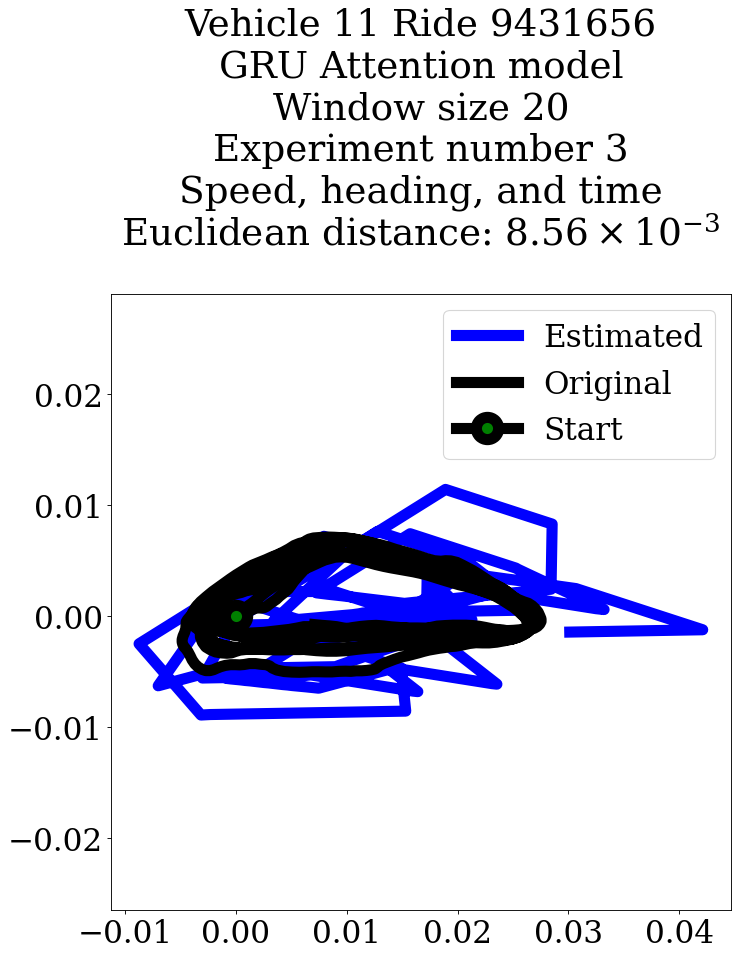 Vehicle 11 Ride 9431656
GRU Attention model
Window size 20
Experiment number 3
Speed, heading, and time
Euclidean distance: 8.56 × 10⁻³
Estimated
Original
Start
0.02
0.01
0.00
−0.01
−0.02
−0.01 0.00 0.01 0.02 0.03 0.04